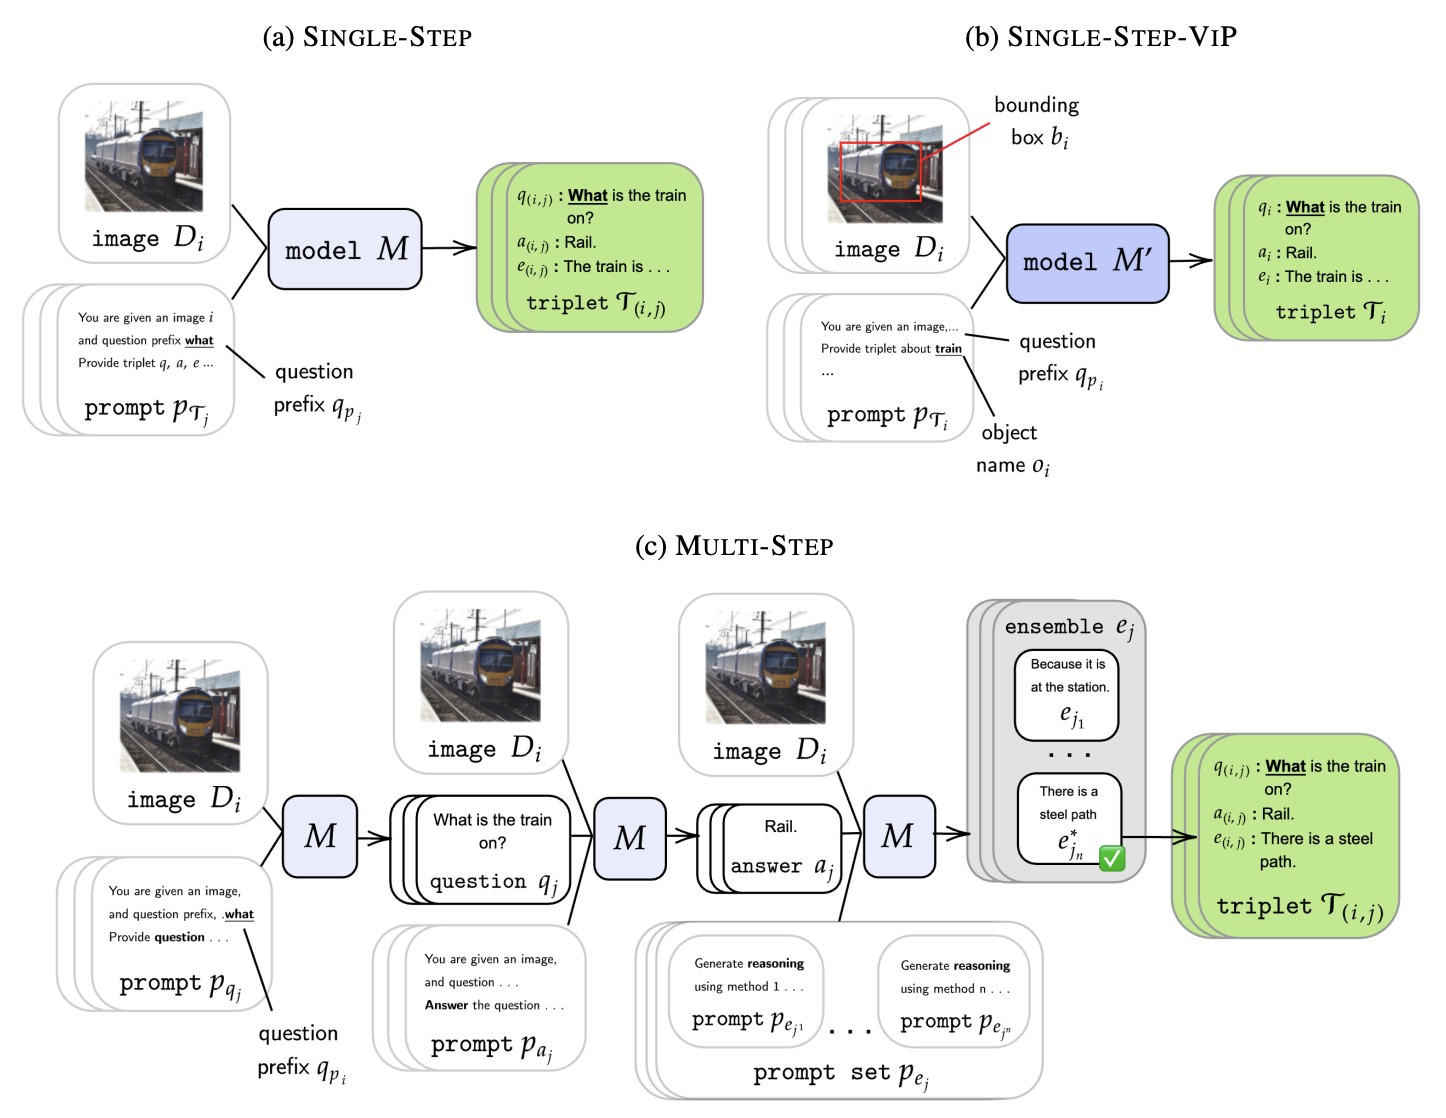 (a) SINGLE-STEP
image D_i
You are given an image i
and question prefix what
Provide triplet q, a, e ...
prompt p_{𝒯_j}
question
prefix q_{p_j}
model M
q_(i,j) : What is the train
on?
a_(i,j) : Rail.
e_(i,j) : The train is . . .
triplet 𝒯_(i,j)
(b) SINGLE-STEP-VIP
bounding
box b_i
image D_i
You are given an image,...
Provide triplet about train
...
prompt p_{𝒯_i}
question
prefix q_{p_i}
object
name o_i
model M′
q_i : What is the train
on?
a_i : Rail.
e_i : The train is . . .
triplet 𝒯_i
(c) MULTI-STEP
image D_i
You are given an image,
and question prefix, .what
Provide question . . .
prompt p_{q_j}
question
prefix q_{p_i}
M
image D_i
What is the train
on?
question q_j
You are given an image,
and question . . .
Answer the question . . .
prompt p_{a_j}
M
image D_i
Rail.
answer a_j
Generate reasoning
using method 1 . . .
prompt p_{e_{j^1}}
. . .
Generate reasoning
using method n . . .
prompt p_{e_{j^n}}
prompt set p_{e_j}
M
ensemble e_j
Because it is
at the station.
e_{j_1}
. . .
There is a
steel path
e*_{j_n}
q_(i,j) : What is the train
on?
a_(i,j) : Rail.
e_(i,j) : There is a steel
path.
triplet 𝒯_(i,j)